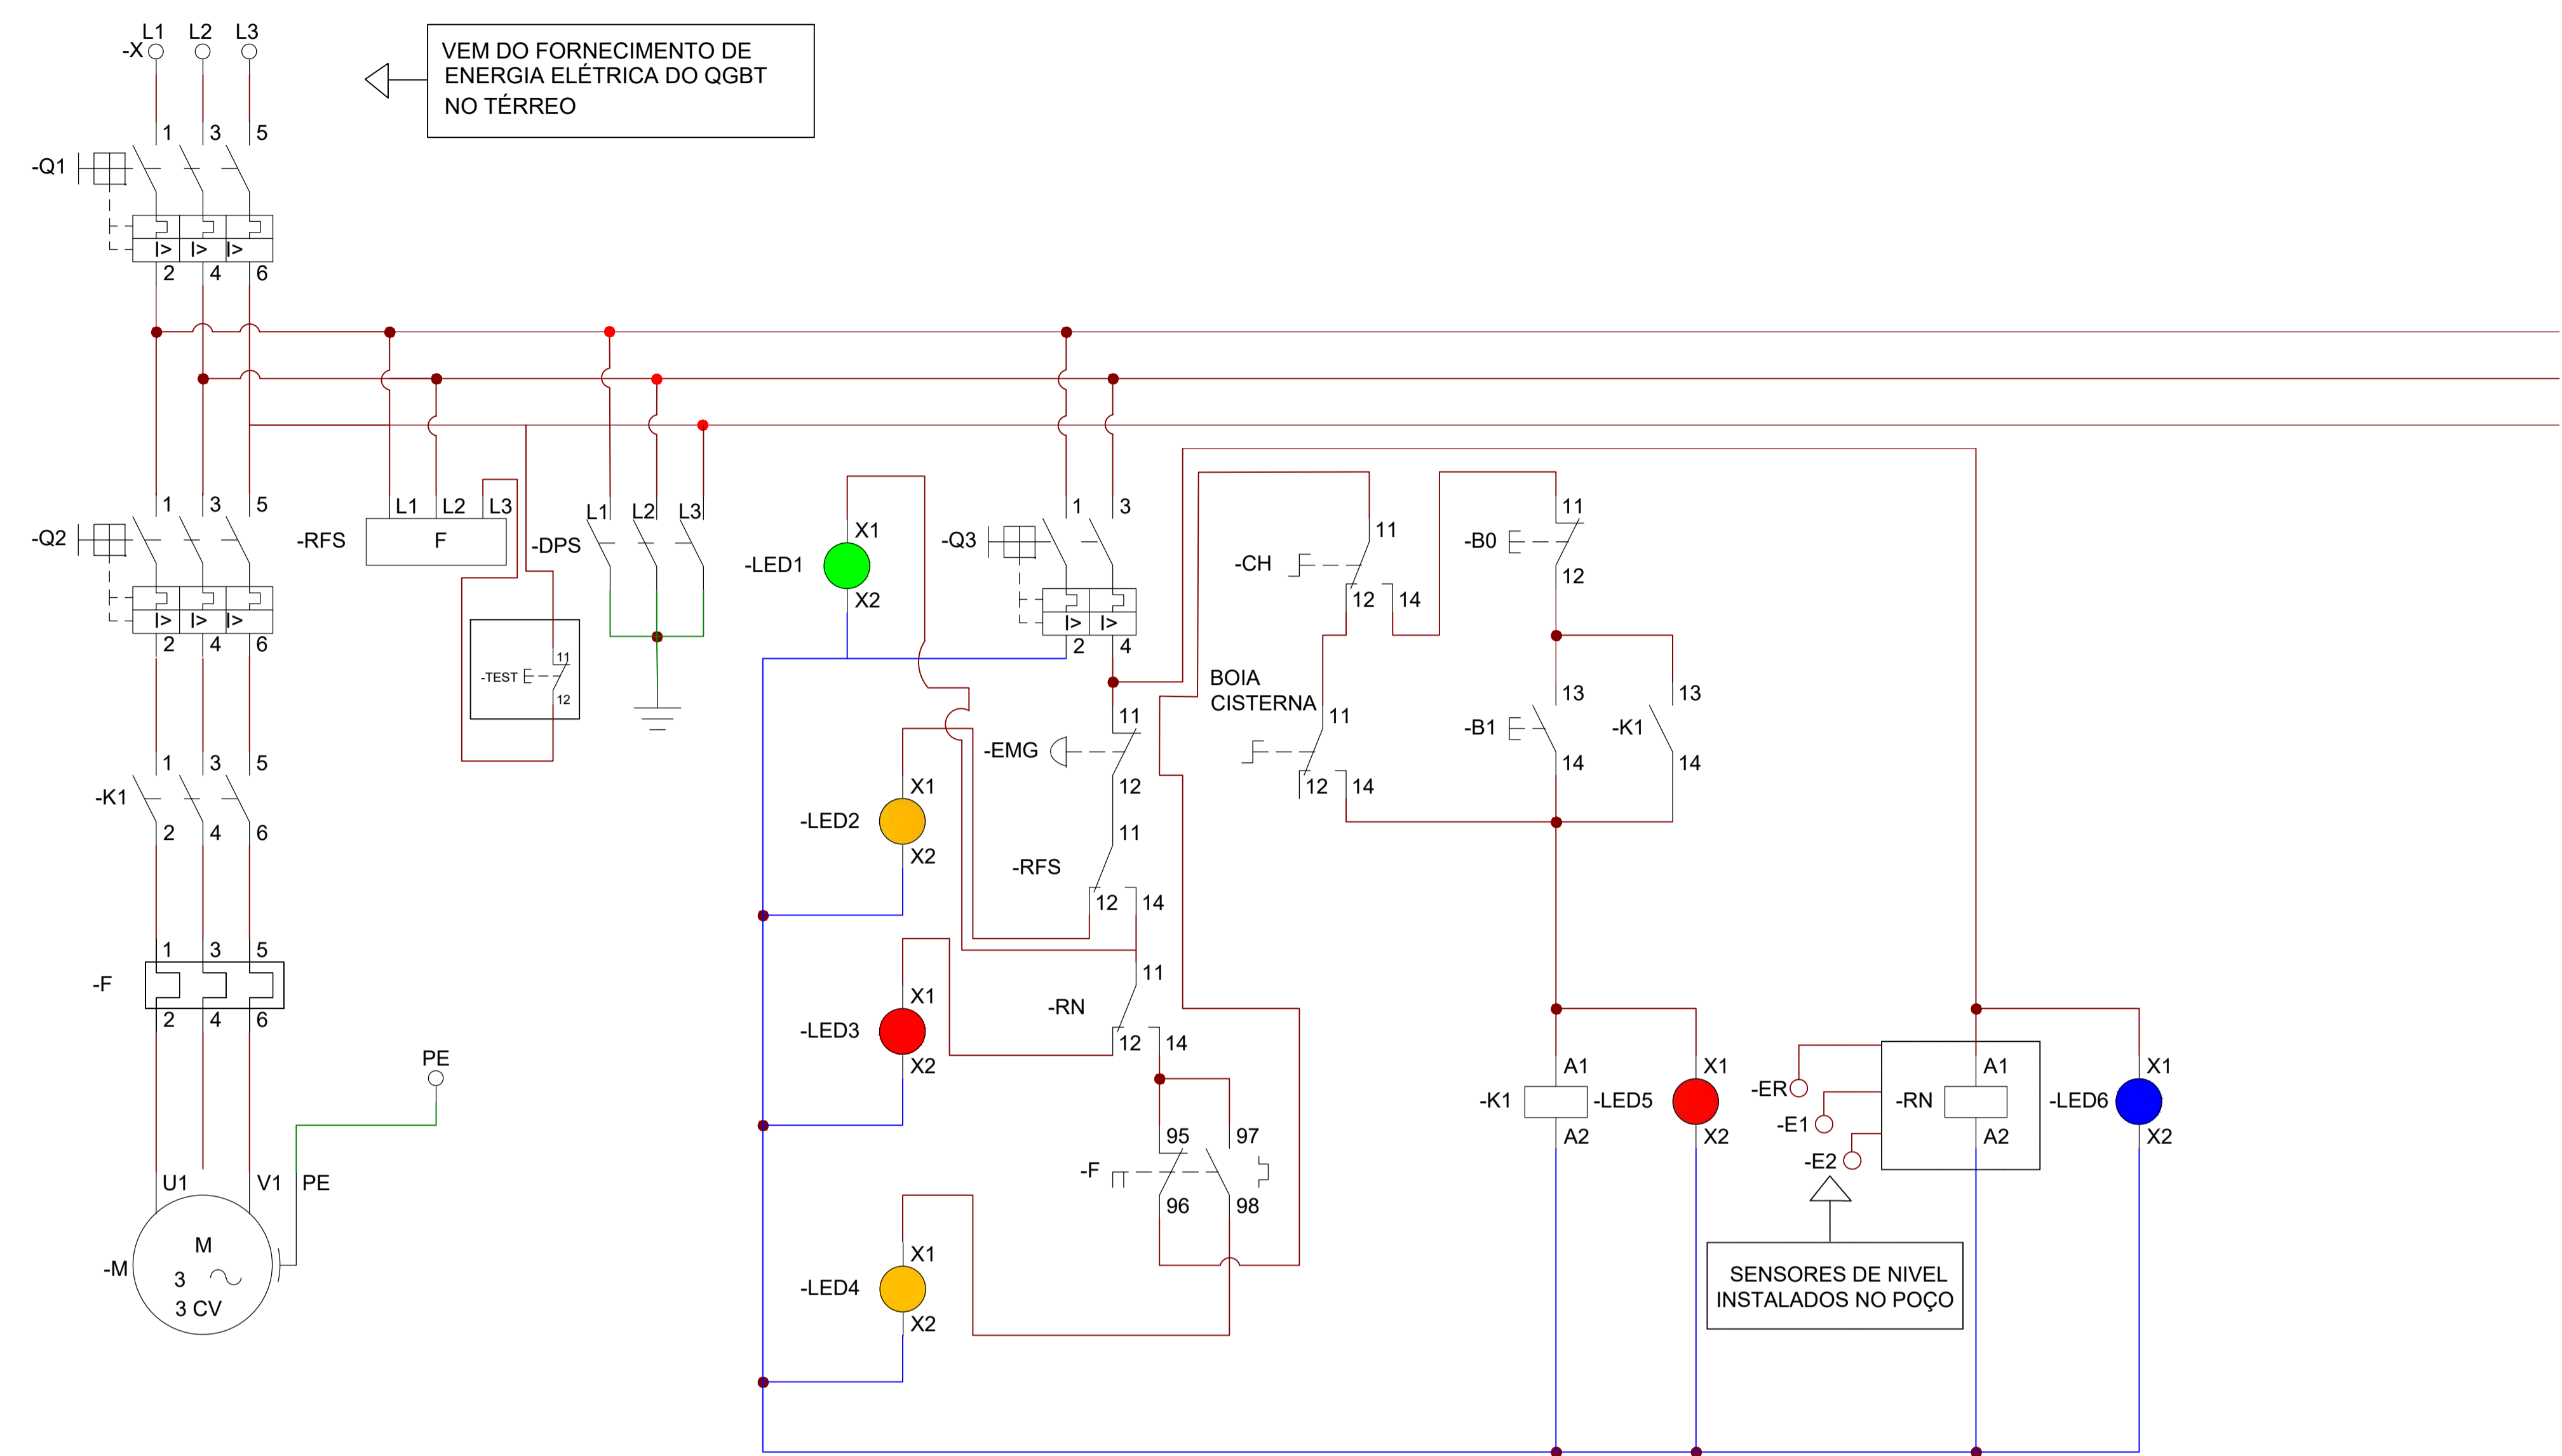 L1 L2 L3
-X
VEM DO FORNECIMENTO DE
ENERGIA ELÉTRICA DO QGBT
NO TÉRREO
1 3 5
-Q1
I> I> I>
2 4 6
1 3 5
-Q2
I> I> I>
2 4 6
L1 L2 L3
-RFS F
11
-TEST
12
L1 L2 L3
-DPS
X1
-LED1
X2
1 3
-Q3
I> I>
2 4
11
-CH
12 14
11
-B0
12
BOIA
CISTERNA
11
12 14
13
-B1
14
13
-K1
14
11
-EMG
12
1 3 5
-K1
2 4 6
X1
-LED2
X2
11
-RFS
12 14
1 3 5
-F
2 4 6
X1
-LED3
X2
11
-RN
12 14
PE
U1 V1 PE
M
-M
3
3 CV
95 97
-F
96 98
X1
-LED4
X2
A1
-K1
A2
X1
-LED5
X2
-ER
-E1
-E2
A1
-RN
A2
X1
-LED6
X2
SENSORES DE NIVEL
INSTALADOS NO POÇO